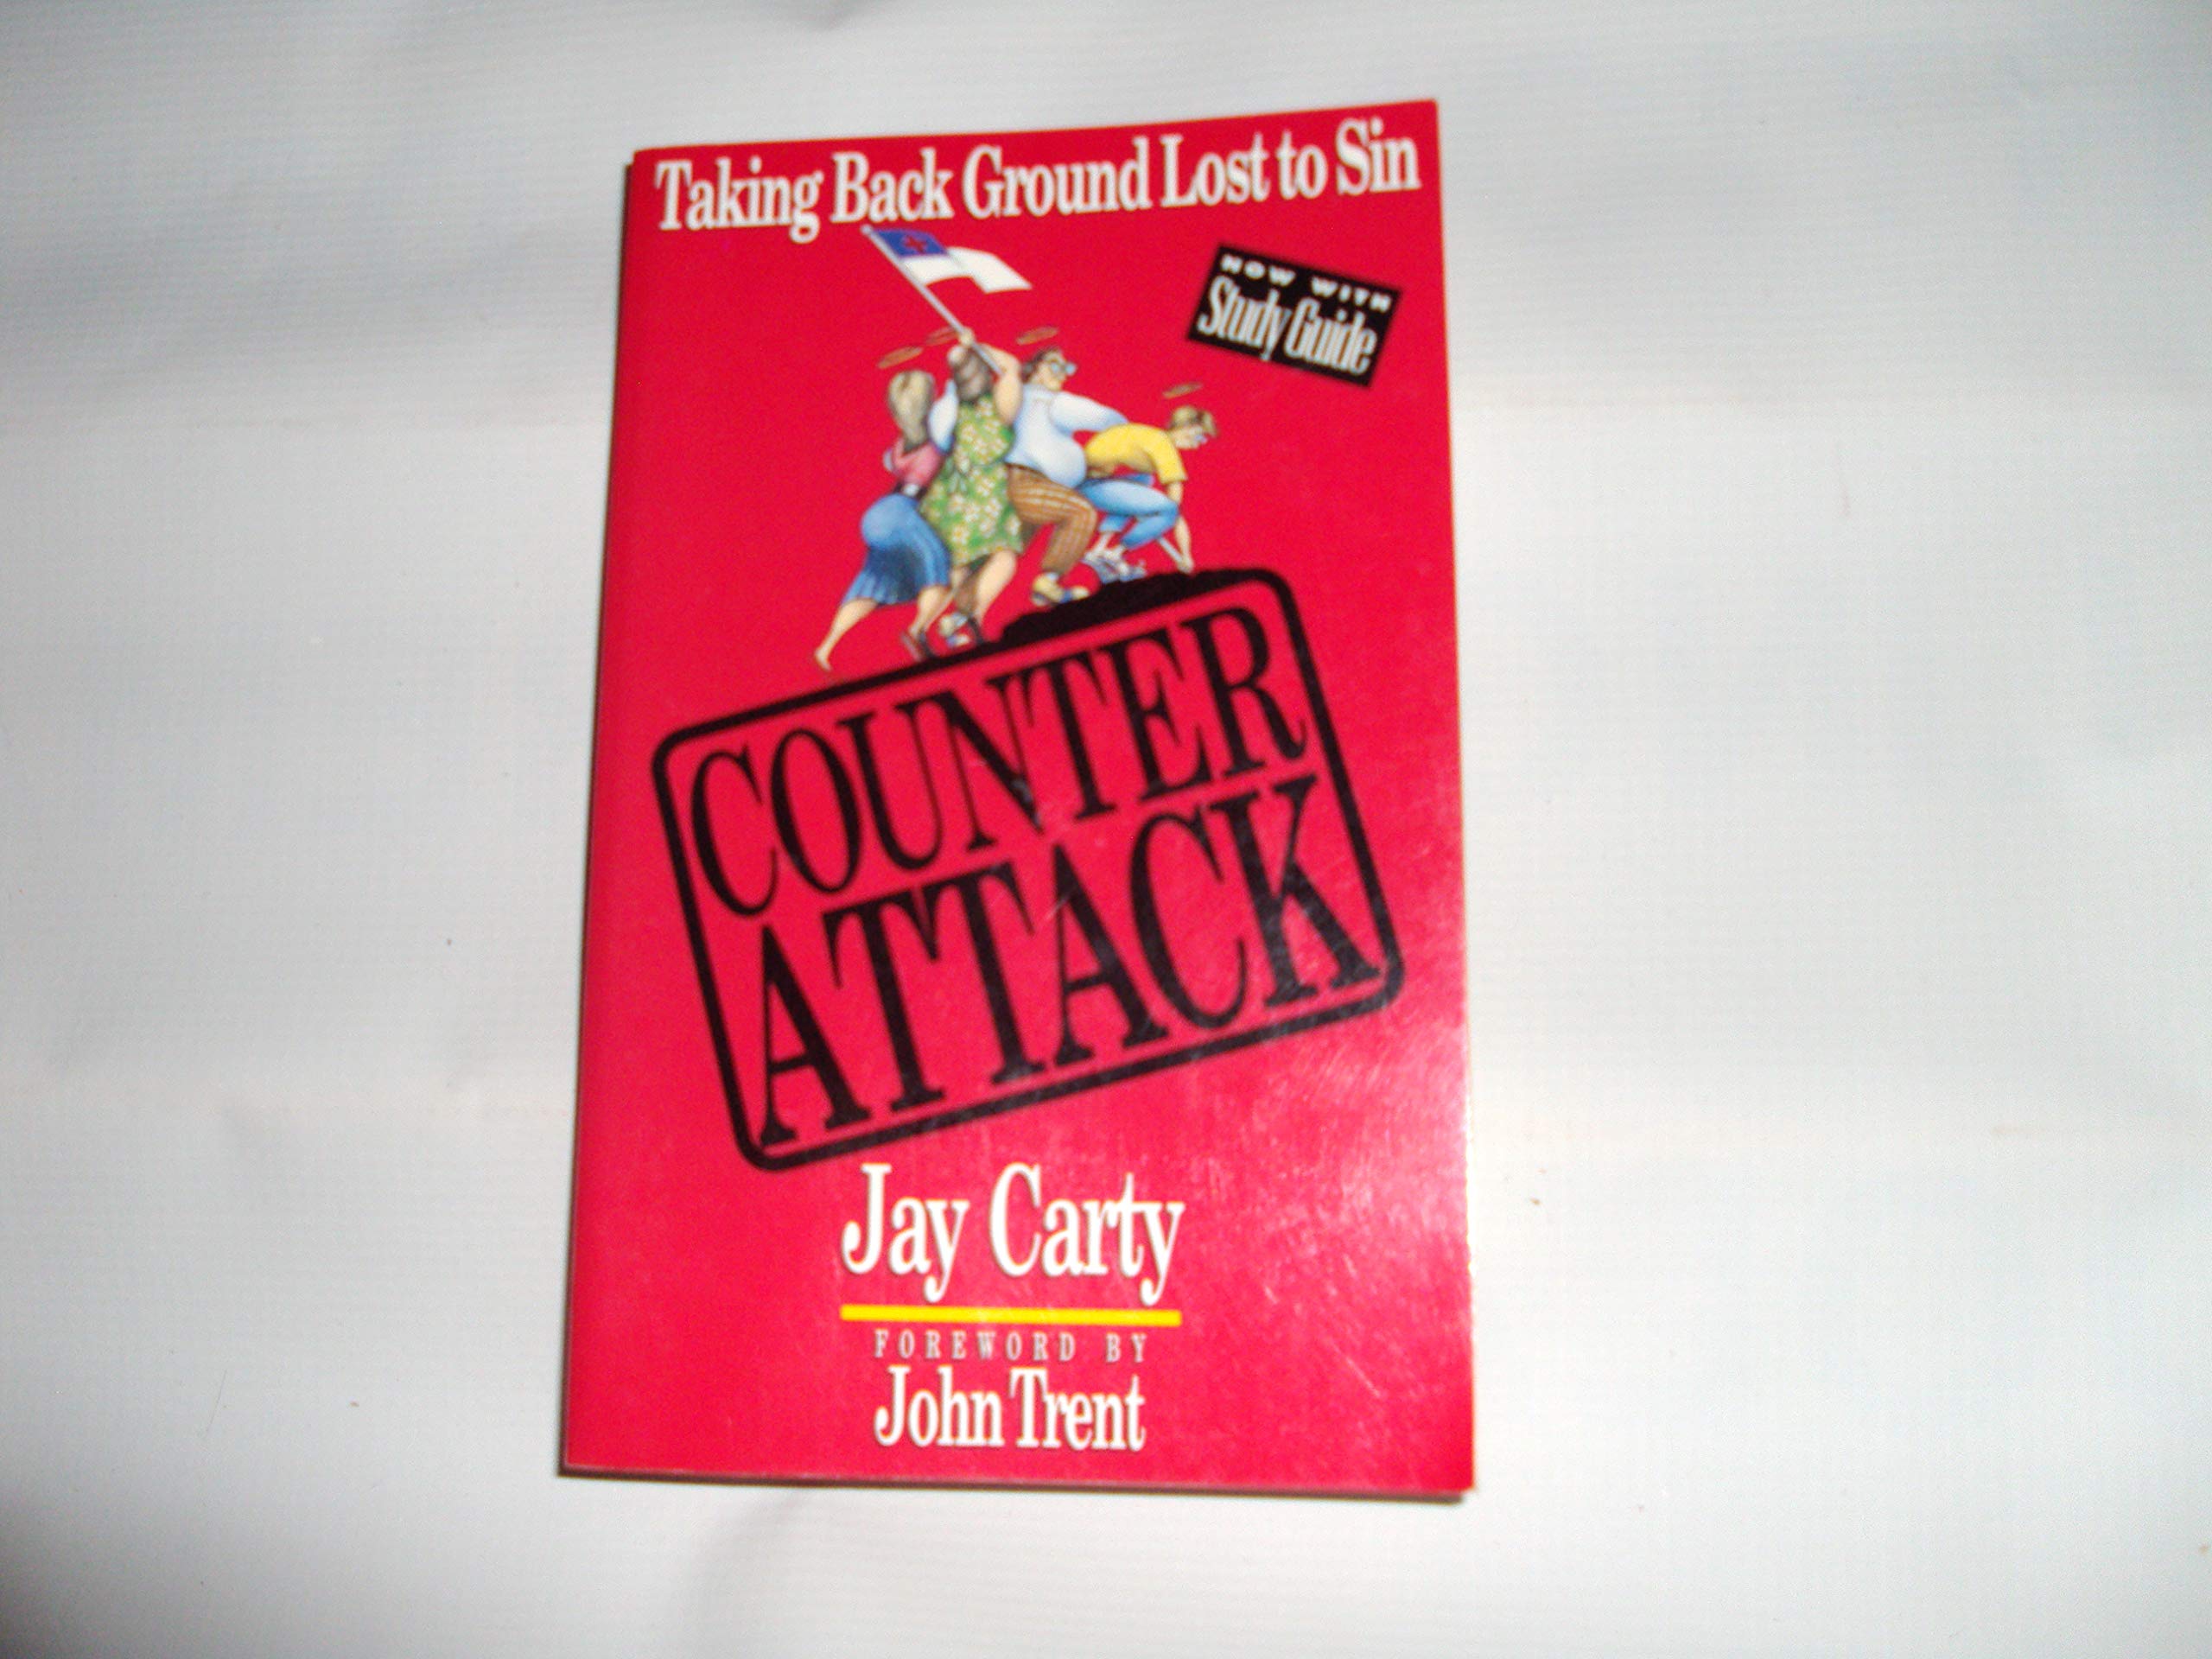 Taking Back Ground Lost to Sin
NOW WITH
Study Guide
COUNTER
ATTACK
Jay Carty
FOREWORD BY
John Trent